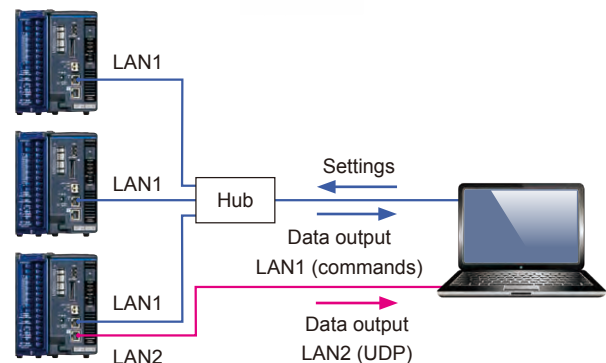 LAN1
LAN1
Hub
Settings
Data output
LAN1 (commands)
LAN1
LAN2
Data output
LAN2 (UDP)